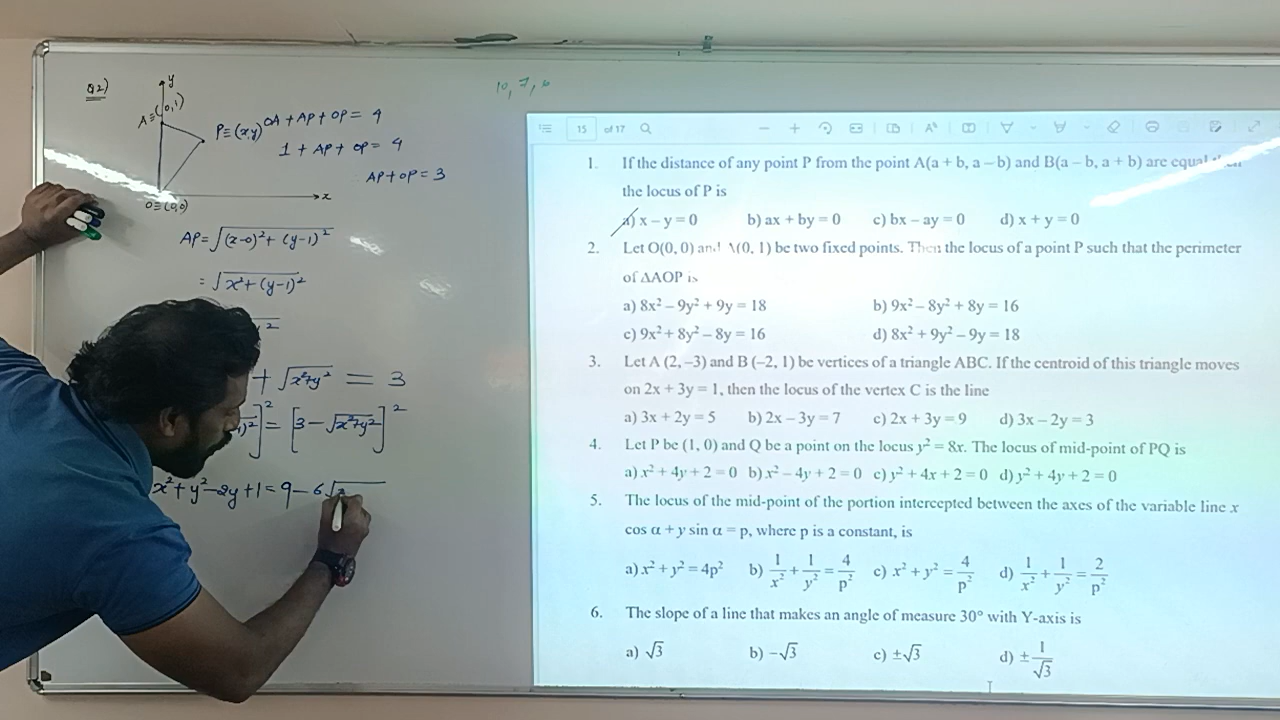 Q2)
y
A≡(0,1)
P≡(x,y)
O≡(0,0)
x
OA + AP + OP = 4
1 + AP + OP = 4
AP + OP = 3
AP = √(x-0)² + (y-1)²
= √x² + (y-1)²
+ √x²+y² = 3
]² = [3 - √x²+y²]²
x² + y² - 2y + 1 = 9 - 6√
10, 7, 6
15 of 17
1. If the distance of any point P from the point A(a + b, a – b) and B(a – b, a + b) are equal then
the locus of P is
a) x – y = 0 b) ax + by = 0 c) bx – ay = 0 d) x + y = 0
2. Let O(0, 0) and A(0, 1) be two fixed points. Then the locus of a point P such that the perimeter
of ΔAOP is
a) 8x² – 9y² + 9y = 18 b) 9x² – 8y² + 8y = 16
c) 9x² + 8y² – 8y = 16 d) 8x² + 9y² – 9y = 18
3. Let A (2, –3) and B (–2, 1) be vertices of a triangle ABC. If the centroid of this triangle moves
on 2x + 3y = 1, then the locus of the vertex C is the line
a) 3x + 2y = 5 b) 2x – 3y = 7 c) 2x + 3y = 9 d) 3x – 2y = 3
4. Let P be (1, 0) and Q be a point on the locus y² = 8x. The locus of mid-point of PQ is
a) x² + 4y + 2 = 0 b) x² – 4y + 2 = 0 c) y² + 4x + 2 = 0 d) y² + 4y + 2 = 0
5. The locus of the mid-point of the portion intercepted between the axes of the variable line x
cos α + y sin α = p, where p is a constant, is
a) x² + y² = 4p² b) 1/x² + 1/y² = 4/p² c) x² + y² = 4/p² d) 1/x² + 1/y² = 2/p²
6. The slope of a line that makes an angle of measure 30° with Y-axis is
a) √3 b) –√3 c) ±√3 d) ± 1/√3